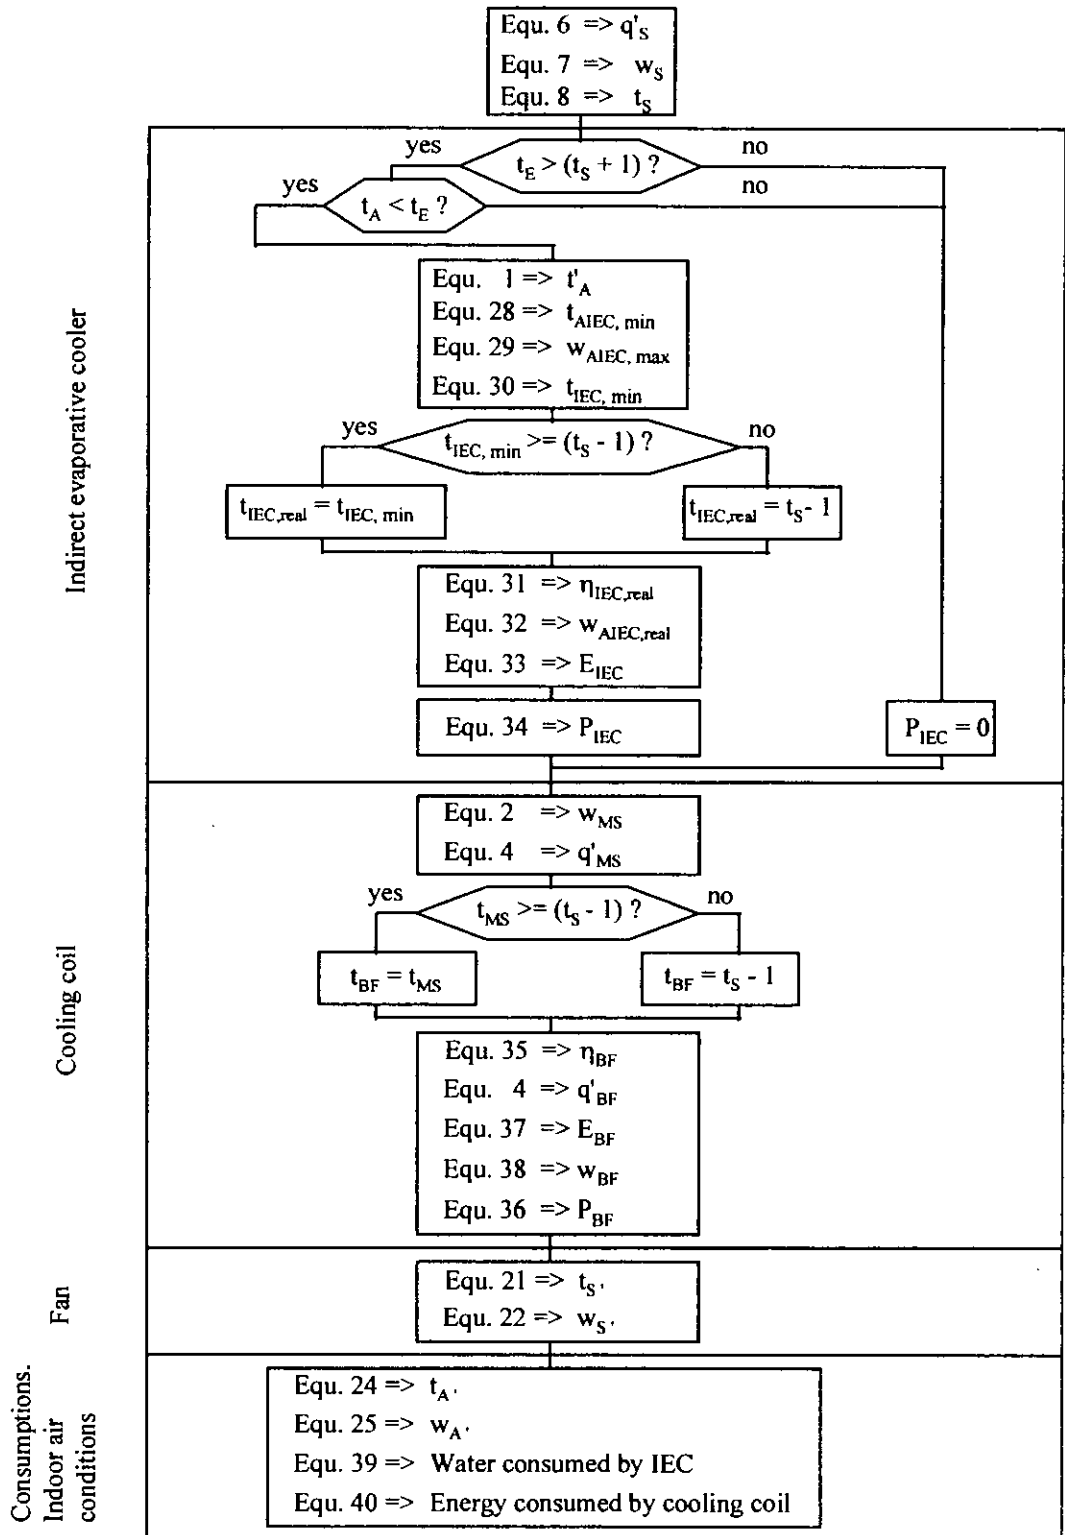 Equ. 6 => q'S
Equ. 7 => wS
Equ. 8 => tS
Indirect evaporative cooler
yes
tE > (tS + 1) ?
no
yes
tA < tE ?
no
Equ. 1 => t'A
Equ. 28 => tAIEC, min
Equ. 29 => wAIEC, max
Equ. 30 => tIEC, min
yes
tIEC, min >= (tS - 1) ?
no
tIEC,real = tIEC, min
tIEC,real = tS - 1
Equ. 31 => ηIEC,real
Equ. 32 => wAIEC,real
Equ. 33 => EIEC
Equ. 34 => PIEC
PIEC = 0
Cooling coil
Equ. 2 => wMS
Equ. 4 => q'MS
yes
tMS >= (tS - 1) ?
no
tBF = tMS
tBF = tS - 1
Equ. 35 => ηBF
Equ. 4 => q'BF
Equ. 37 => EBF
Equ. 38 => wBF
Equ. 36 => PBF
Fan
Equ. 21 => tS'
Equ. 22 => wS'
Consumptions.
Indoor air
conditions
Equ. 24 => tA'
Equ. 25 => wA'
Equ. 39 => Water consumed by IEC
Equ. 40 => Energy consumed by cooling coil